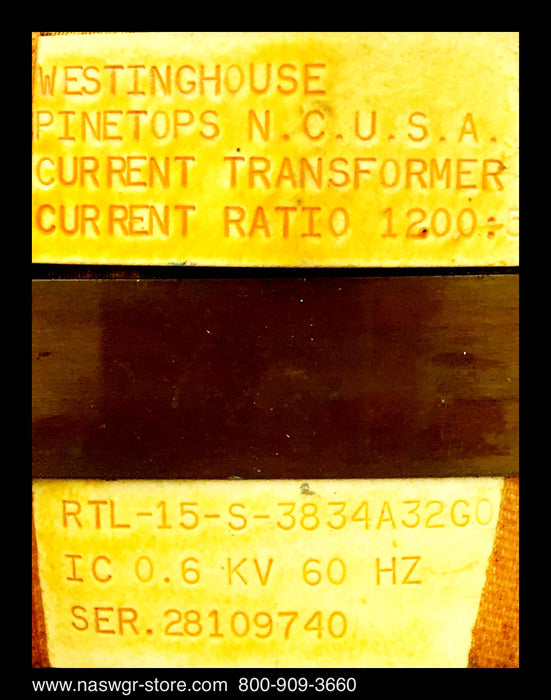 WESTINGHOUSE
PINETOPS N.C.U.S.A.
CURRENT TRANSFORMER
CURRENT RATIO 1200:5
RTL-15-S-3834A32G0
IC 0.6 KV 60 HZ
SER.28109740
www.naswgr-store.com 800-909-3660